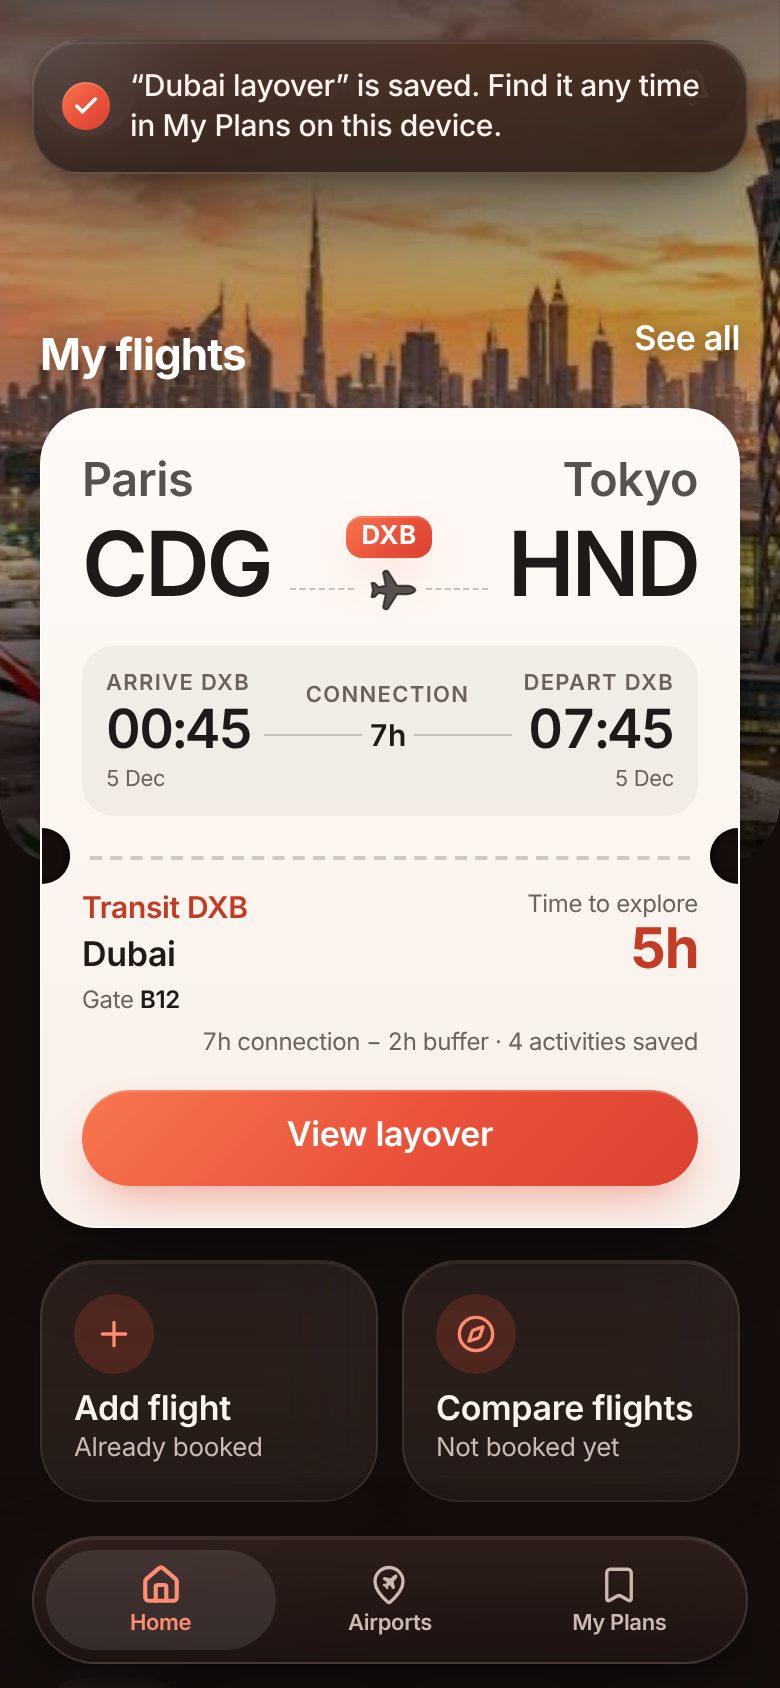 “Dubai layover” is saved. Find it any time
in My Plans on this device.
My flights
See all
Paris
Tokyo
CDG
DXB
HND
ARRIVE DXB
CONNECTION
DEPART DXB
00:45
7h
07:45
5 Dec
5 Dec
Transit DXB
Time to explore
Dubai
5h
Gate B12
7h connection – 2h buffer · 4 activities saved
View layover
Add flight
Already booked
Compare flights
Not booked yet
Home
Airports
My Plans